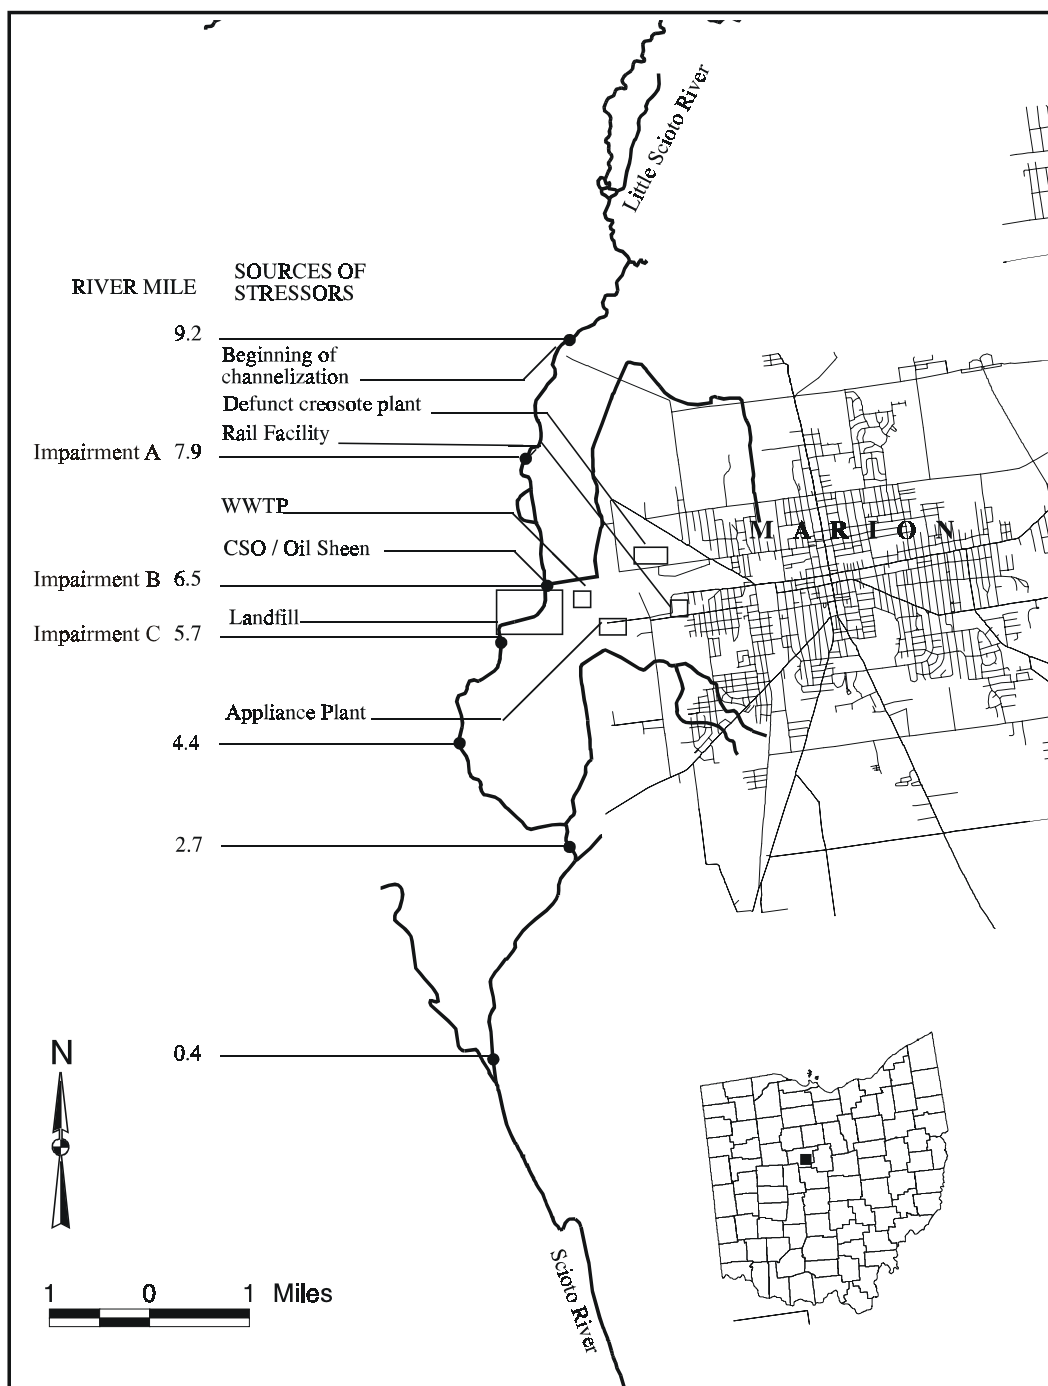 Little Scioto River
RIVER MILE
SOURCES OF
STRESSORS
9.2
Beginning of
channelization
Defunct creosote plant
Rail Facility
Impairment A 7.9
WWTP
MARION
CSO / Oil Sheen
Impairment B 6.5
Landfill
Impairment C 5.7
Appliance Plant
4.4
2.7
0.4
N
1 0 1 Miles
Scioto River